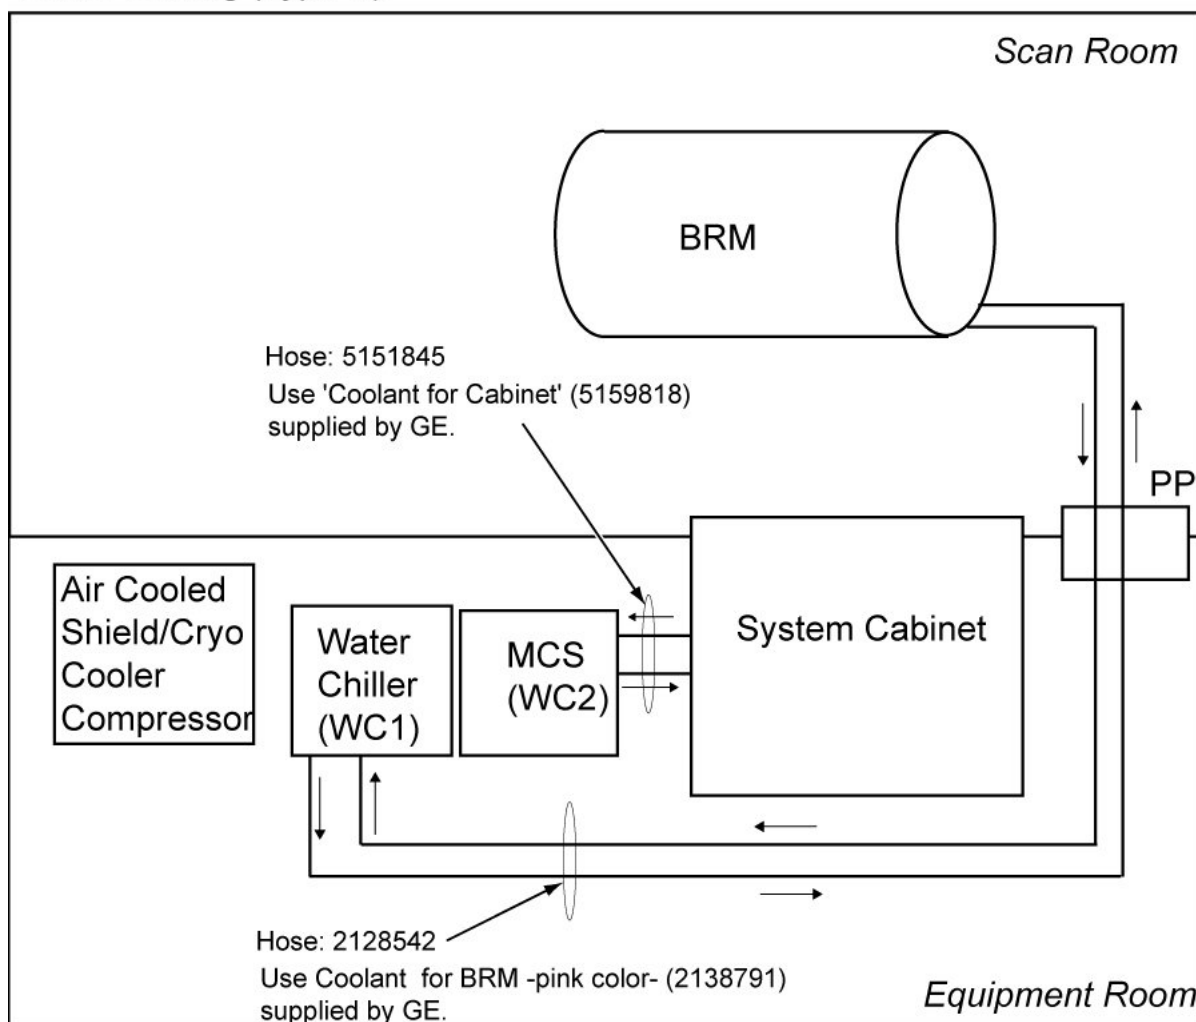 Scan Room
BRM
Hose: 5151845
Use 'Coolant for Cabinet' (5159818)
supplied by GE.
PP
Air Cooled
Shield/Cryo
Cooler
Compressor
Water
Chiller
(WC1)
MCS
(WC2)
System Cabinet
Hose: 2128542
Use Coolant for BRM -pink color- (2138791)
supplied by GE.
Equipment Room